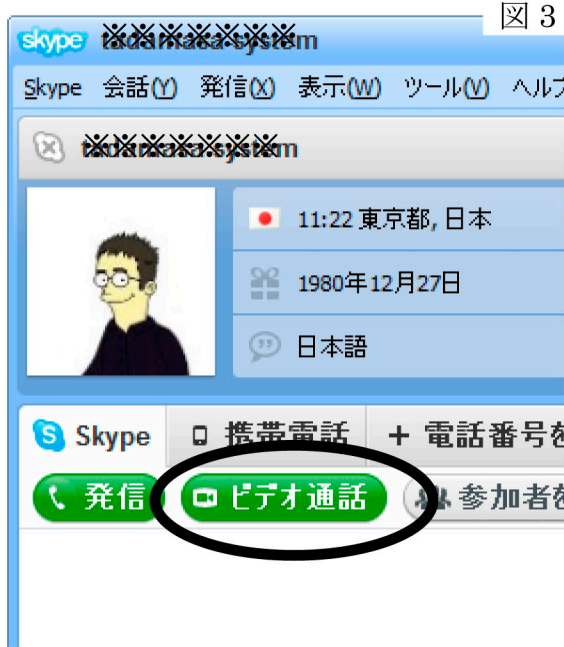 図3
skype
Skype 会話(Y) 発信(X) 表示(W) ツール(V) ヘルプ
11:22 東京都, 日本
1980年12月27日
日本語
Skype 携帯電話 + 電話番号を
発信 ビデオ通話 参加者を